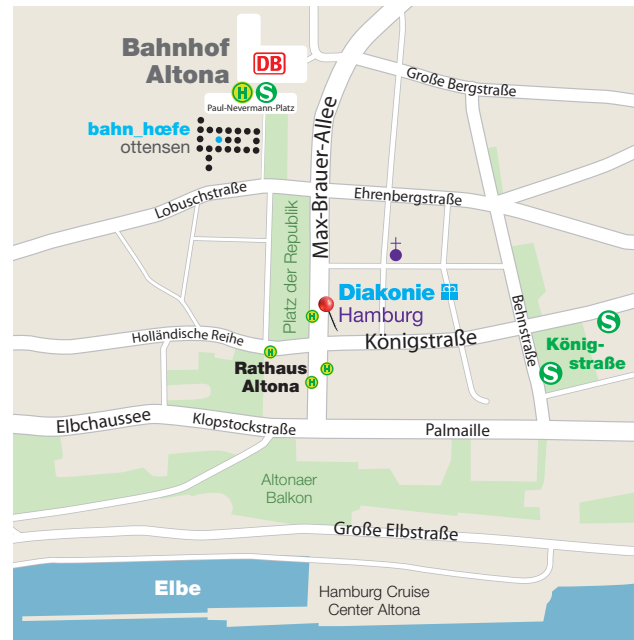 Bahnhof
Altona
DB
H
S
Paul-Nevermann-Platz
bahn_hœfe
ottensen
Große Bergstraße
Max-Brauer-Allee
Lobuschstraße
Ehrenbergstraße
Platz der Republik
Diakonie
Hamburg
H
Behnstraße
Königstraße
S
König-
straße
S
Holländische Reihe
H
Rathaus
Altona
H
H
Elbchaussee
Klopstockstraße
Palmaille
Altonaer
Balkon
Große Elbstraße
Elbe
Hamburg Cruise
Center Altona